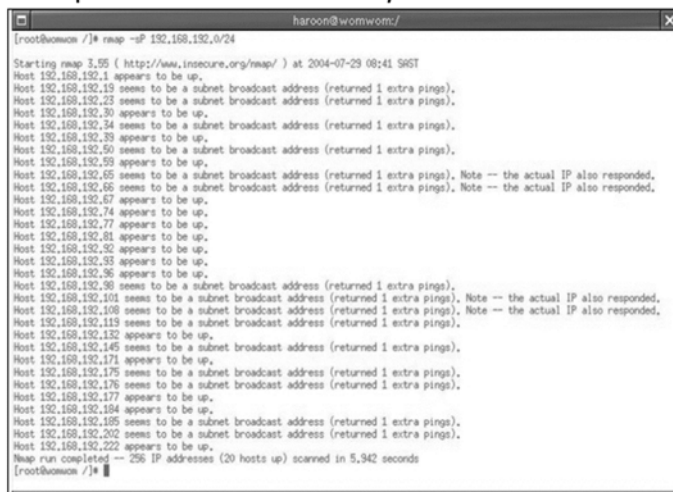 haroon@womwom:/
[root@womwom /]# nmap -sP 192.168.192.0/24
Starting nmap 3.55 ( http://www.insecure.org/nmap/ ) at 2004-07-29 08:41 SAST
Host 192.168.192.1 appears to be up.
Host 192.168.192.19 seems to be a subnet broadcast address (returned 1 extra pings).
Host 192.168.192.23 seems to be a subnet broadcast address (returned 1 extra pings).
Host 192.168.192.30 appears to be up.
Host 192.168.192.34 seems to be a subnet broadcast address (returned 1 extra pings).
Host 192.168.192.39 appears to be up.
Host 192.168.192.50 seems to be a subnet broadcast address (returned 1 extra pings).
Host 192.168.192.59 appears to be up.
Host 192.168.192.65 seems to be a subnet broadcast address (returned 1 extra pings). Note -- the actual IP also responded.
Host 192.168.192.66 seems to be a subnet broadcast address (returned 1 extra pings). Note -- the actual IP also responded.
Host 192.168.192.67 appears to be up.
Host 192.168.192.74 appears to be up.
Host 192.168.192.77 appears to be up.
Host 192.168.192.81 appears to be up.
Host 192.168.192.92 appears to be up.
Host 192.168.192.93 appears to be up.
Host 192.168.192.96 appears to be up.
Host 192.168.192.98 seems to be a subnet broadcast address (returned 1 extra pings).
Host 192.168.192.101 seems to be a subnet broadcast address (returned 1 extra pings). Note -- the actual IP also responded.
Host 192.168.192.108 seems to be a subnet broadcast address (returned 1 extra pings). Note -- the actual IP also responded.
Host 192.168.192.119 seems to be a subnet broadcast address (returned 1 extra pings).
Host 192.168.192.132 appears to be up.
Host 192.168.192.145 seems to be a subnet broadcast address (returned 1 extra pings).
Host 192.168.192.171 appears to be up.
Host 192.168.192.175 seems to be a subnet broadcast address (returned 1 extra pings).
Host 192.168.192.176 seems to be a subnet broadcast address (returned 1 extra pings).
Host 192.168.192.177 appears to be up.
Host 192.168.192.184 appears to be up.
Host 192.168.192.185 seems to be a subnet broadcast address (returned 1 extra pings).
Host 192.168.192.202 seems to be a subnet broadcast address (returned 1 extra pings).
Host 192.168.192.222 appears to be up.
Nmap run completed -- 256 IP addresses (20 hosts up) scanned in 5.942 seconds
[root@womwom /]#